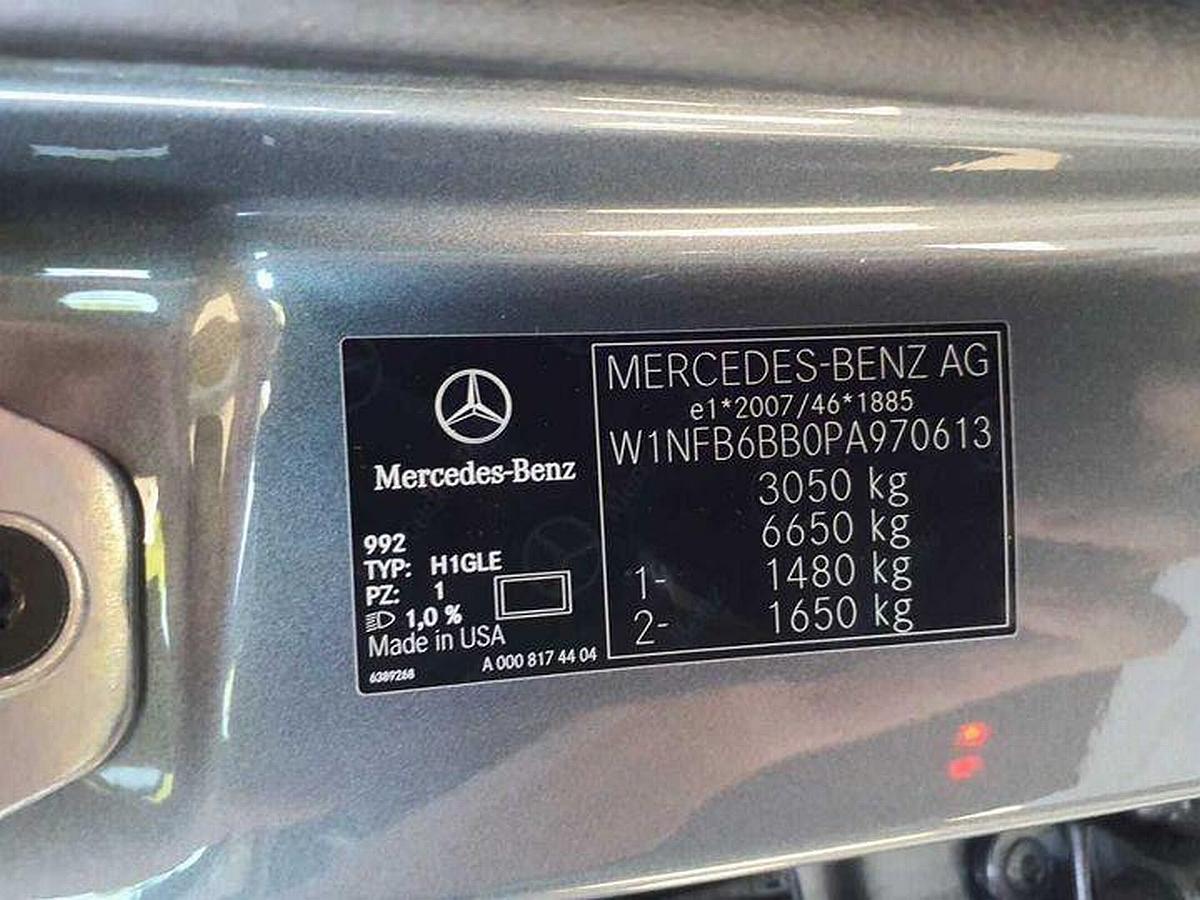 Mercedes-Benz
992
TYP: H1GLE
PZ: 1
1,0 %
Made in USA
6389268
A 000 817 44 04
MERCEDES-BENZ AG
e1*2007/46*1885
W1NFB6BB0PA970613
3050 kg
6650 kg
1- 1480 kg
2- 1650 kg